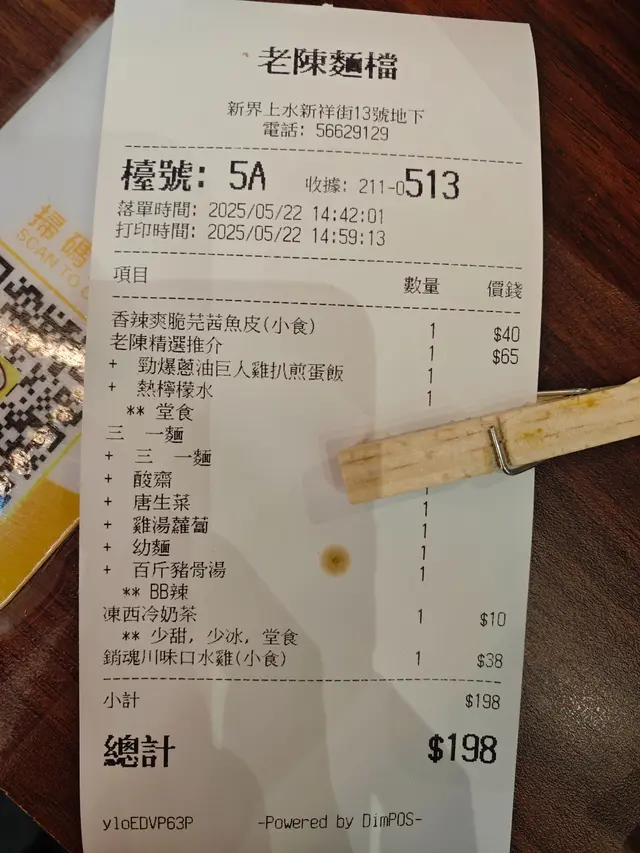 老陳麵檔
新界上水新祥街13號地下
電話: 56629129
檯號: 5A 收據: 211-0513
落單時間: 2025/05/22 14:42:01
打印時間: 2025/05/22 14:59:13
項目 數量 價錢
香辣爽脆芫茜魚皮(小食) 1 $40
老陳精選推介 1 $65
+ 勁爆蔥油巨人雞扒煎蛋飯 1
+ 熱檸檬水 1
** 堂食
三 一麵
+ 三 一麵
+ 酸齋 1
+ 唐生菜 1
+ 雞湯蘿蔔 1
+ 幼麵 1
+ 百斤豬骨湯 1
** BB辣
凍西冷奶茶 1 $10
** 少甜, 少冰, 堂食
銷魂川味口水雞(小食) 1 $38
小計 $198
總計 $198
yloEDVP63P -Powered by DimPOS-
掃碼
SCAN TO